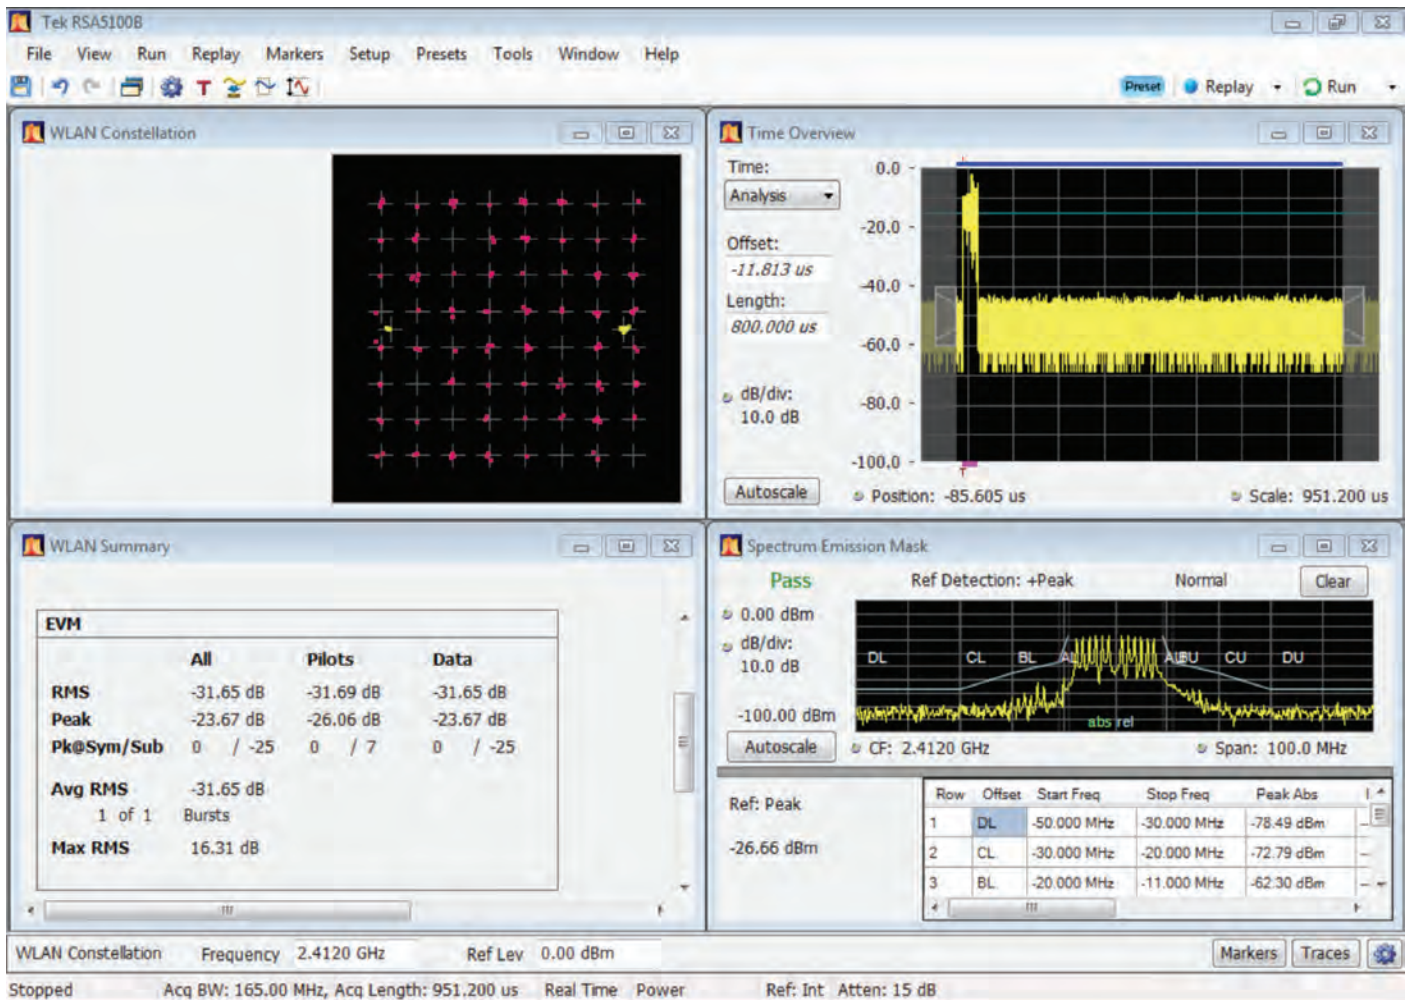 Tek RSA5100B
File View Run Replay Markers Setup Presets Tools Window Help
T Preset Replay Run
WLAN Constellation
Time Overview
Time:
Analysis
Offset:
-11.813 us
Length:
800.000 us
dB/div:
10.0 dB
Autoscale
0.0
-20.0
-40.0
-60.0
-80.0
-100.0
T
Position: -85.605 us Scale: 951.200 us
WLAN Summary
EVM
All Pilots Data
RMS -31.65 dB -31.69 dB -31.65 dB
Peak -23.67 dB -26.06 dB -23.67 dB
Pk@Sym/Sub 0 / -25 0 / 7 0 / -25
Avg RMS -31.65 dB
1 of 1 Bursts
Max RMS 16.31 dB
Spectrum Emission Mask
Pass Ref Detection: +Peak Normal Clear
0.00 dBm
dB/div:
10.0 dB
-100.00 dBm
Autoscale
DL CL BL AL BU CU DU
abs rel
CF: 2.4120 GHz Span: 100.0 MHz
Ref: Peak
-26.66 dBm
Row Offset Start Freq Stop Freq Peak Abs
1 DL -50.000 MHz -30.000 MHz -78.49 dBm
2 CL -30.000 MHz -20.000 MHz -72.79 dBm
3 BL -20.000 MHz -11.000 MHz -62.30 dBm
WLAN Constellation Frequency 2.4120 GHz Ref Lev 0.00 dBm Markers Traces
Stopped Acq BW: 165.00 MHz, Acq Length: 951.200 us Real Time Power Ref: Int Atten: 15 dB